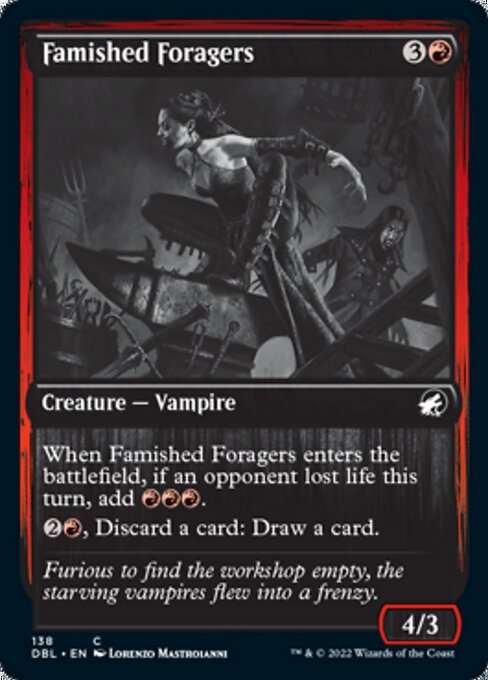 Famished Foragers 3
Creature — Vampire
When Famished Foragers enters the
battlefield, if an opponent lost life this
turn, add .
2, Discard a card: Draw a card.
Furious to find the workshop empty, the
starving vampires flew into a frenzy.
4/3
138 C
DBL • EN Lorenzo Mastroianni ™ & © 2022 Wizards of the Coast